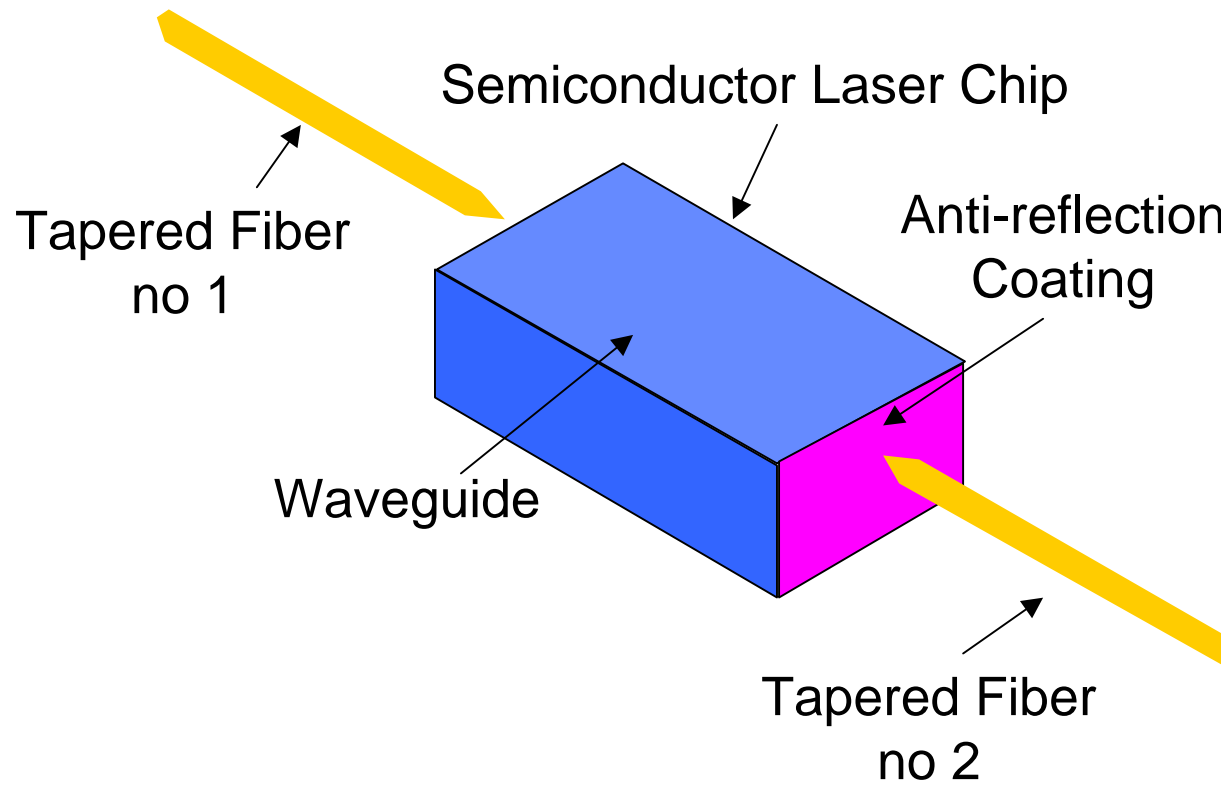 Semiconductor Laser Chip
Tapered Fiber
no 1
Anti-reflection
Coating
Waveguide
Tapered Fiber
no 2